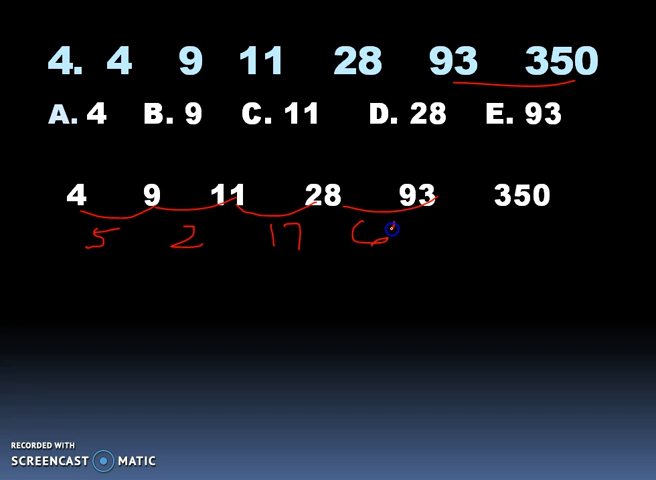 4. 4 9 11 28 93 350
A. 4 B. 9 C. 11 D. 28 E. 93
4 9 11 28 93 350
5 2 17 6
RECORDED WITH
SCREENCAST MATIC